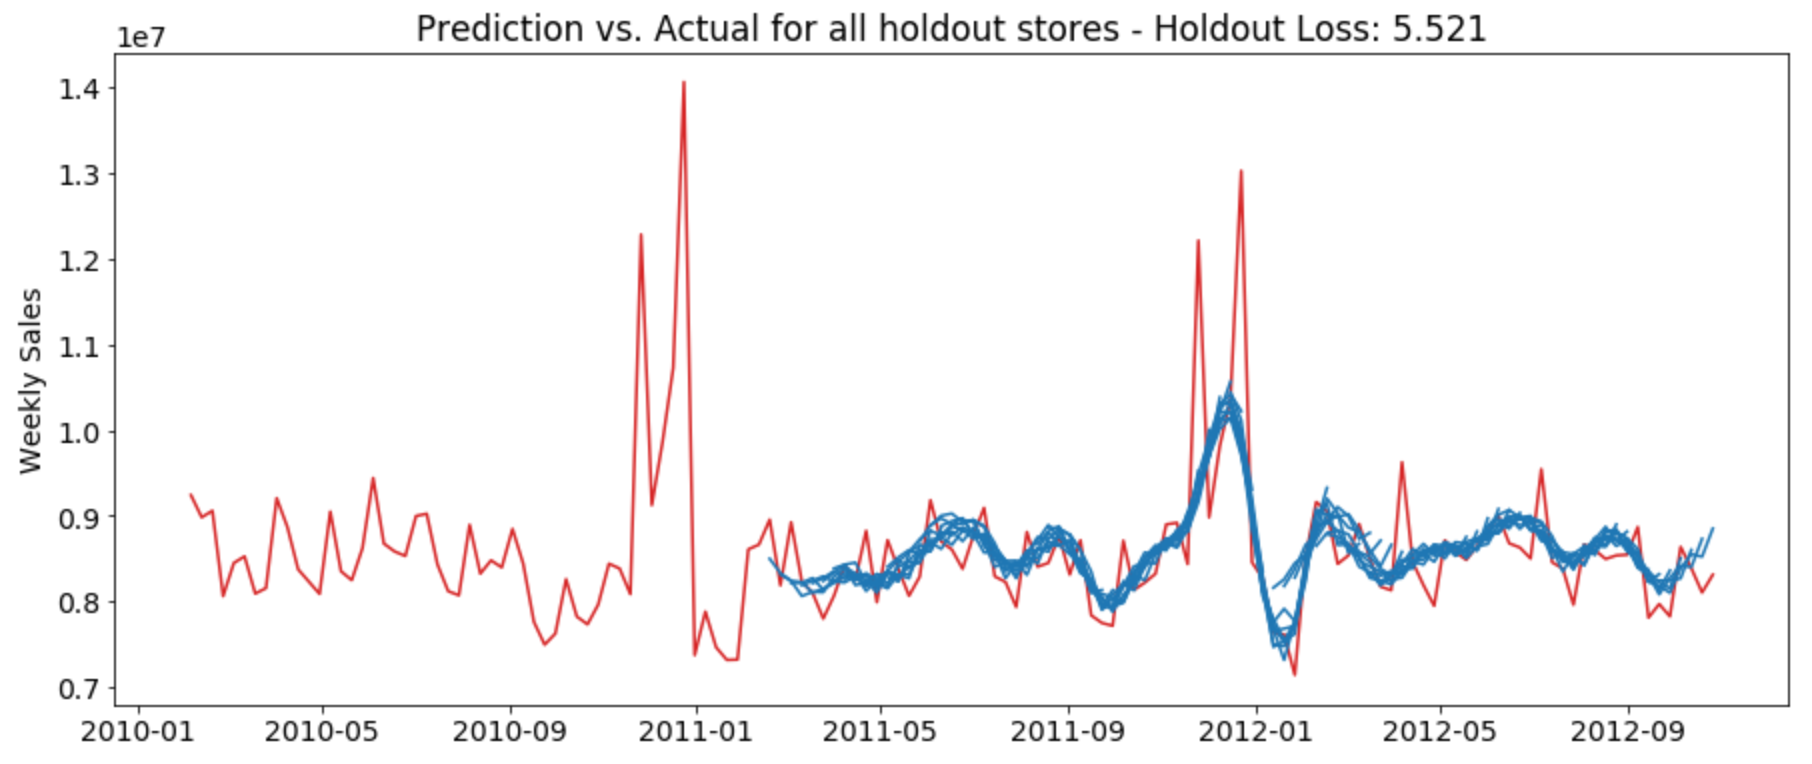 Prediction vs. Actual for all holdout stores - Holdout Loss: 5.521
1e7
1.4
1.3
1.2
1.1
1.0
0.9
0.8
0.7
Weekly Sales
2010-01 2010-05 2010-09 2011-01 2011-05 2011-09 2012-01 2012-05 2012-09